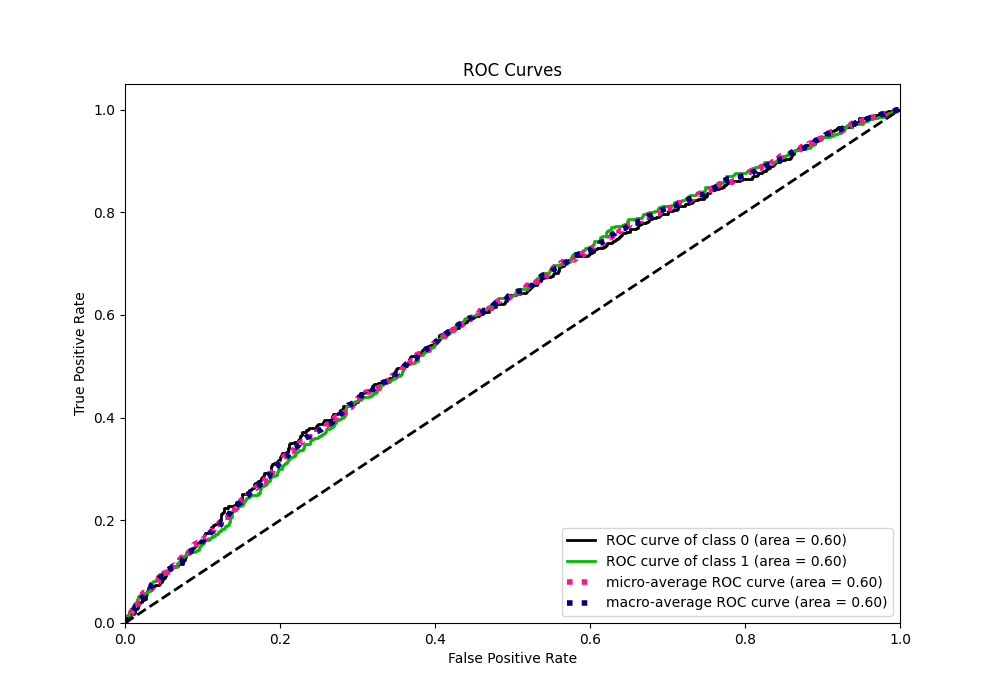 ROC Curves
True Positive Rate
1.0
0.8
0.6
0.4
0.2
0.0
ROC curve of class 0 (area = 0.60)
ROC curve of class 1 (area = 0.60)
micro-average ROC curve (area = 0.60)
macro-average ROC curve (area = 0.60)
0.0 0.2 0.4 0.6 0.8 1.0
False Positive Rate